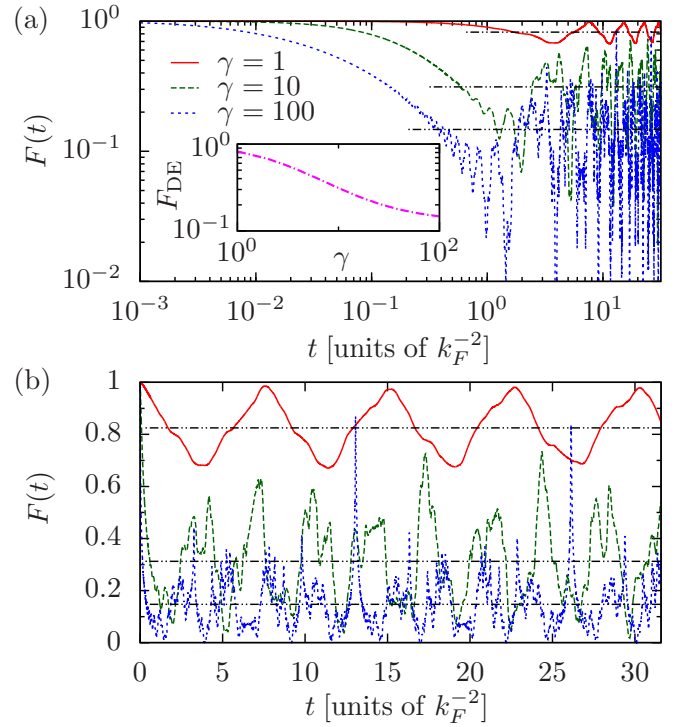 (a)
F(t)
10^0
10^{-1}
10^{-2}
γ = 1
γ = 10
γ = 100
F_DE
10^0
10^{-1}
10^0
γ
10^2
10^{-3}
10^{-2}
10^{-1}
10^0
10^1
t [units of k_F^{-2}]
(b)
F(t)
1
0.8
0.6
0.4
0.2
0
0
5
10
15
20
25
30
t [units of k_F^{-2}]